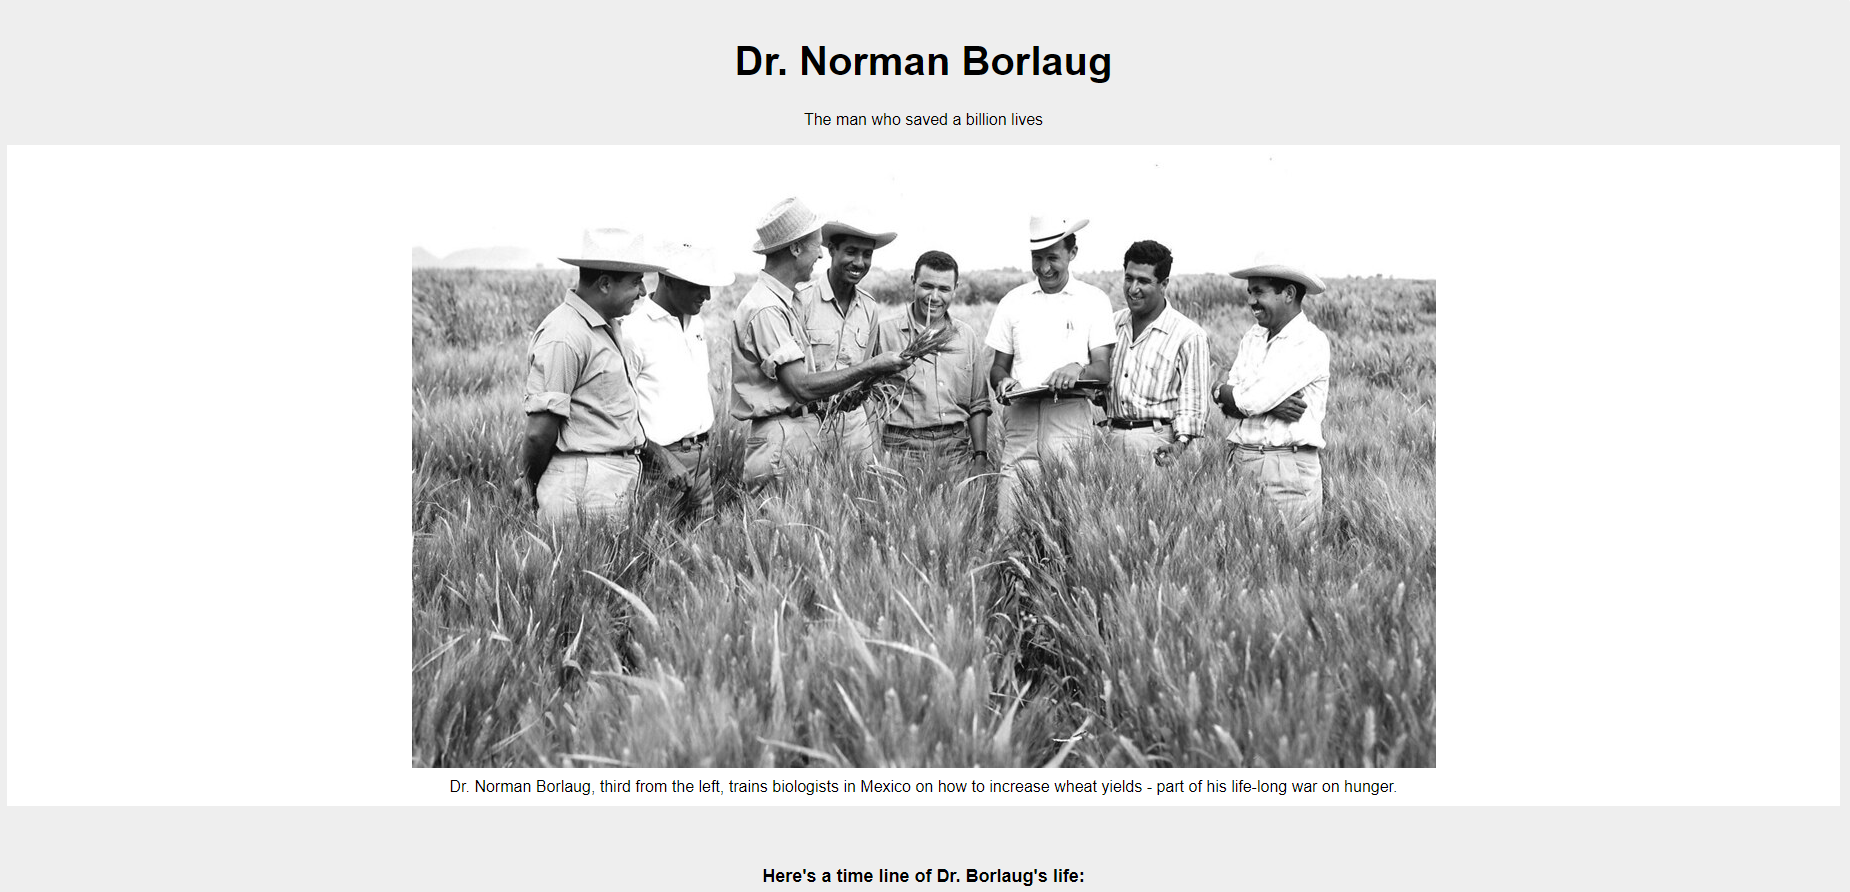 Dr. Norman Borlaug
The man who saved a billion lives
Dr. Norman Borlaug, third from the left, trains biologists in Mexico on how to increase wheat yields - part of his life-long war on hunger.
Here's a time line of Dr. Borlaug's life: